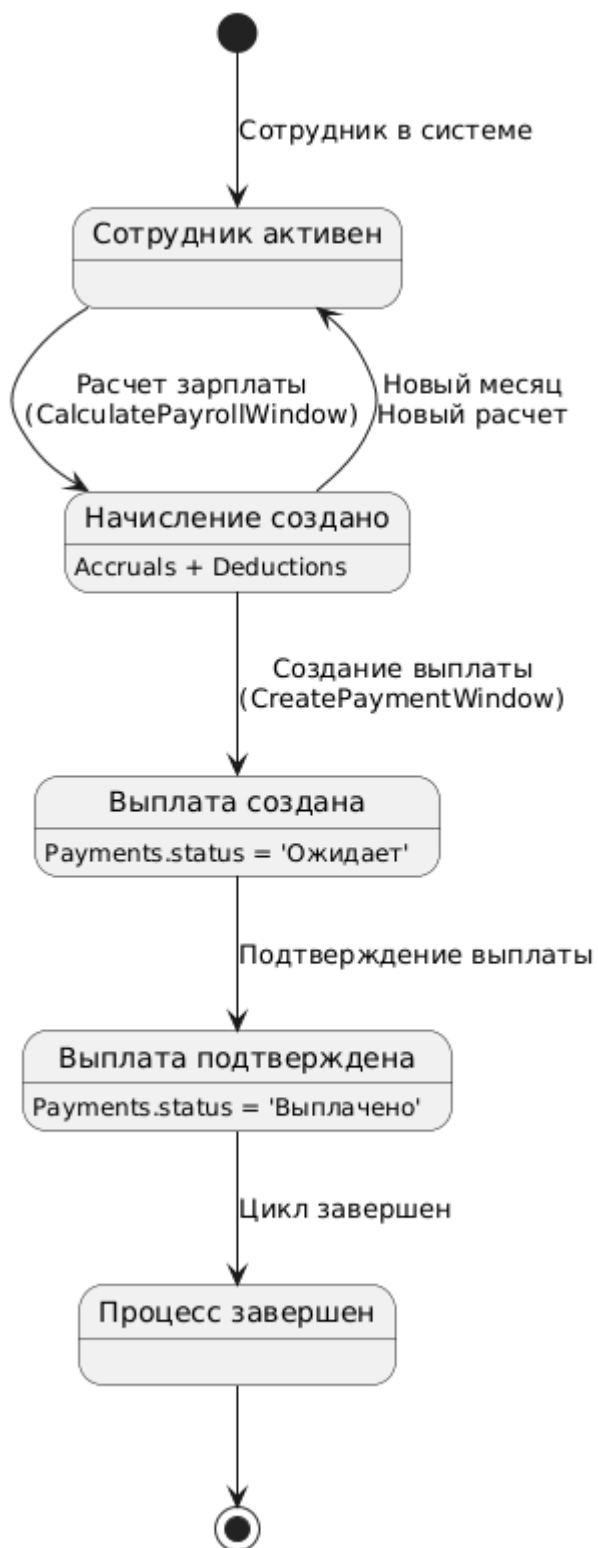 Сотрудник в системе
Сотрудник активен
Расчет зарплаты
(CalculatePayrollWindow)
Новый месяц
Новый расчет
Начисление создано
Accruals + Deductions
Создание выплаты
(CreatePaymentWindow)
Выплата создана
Payments.status = 'Ожидает'
Подтверждение выплаты
Выплата подтверждена
Payments.status = 'Выплачено'
Цикл завершен
Процесс завершен